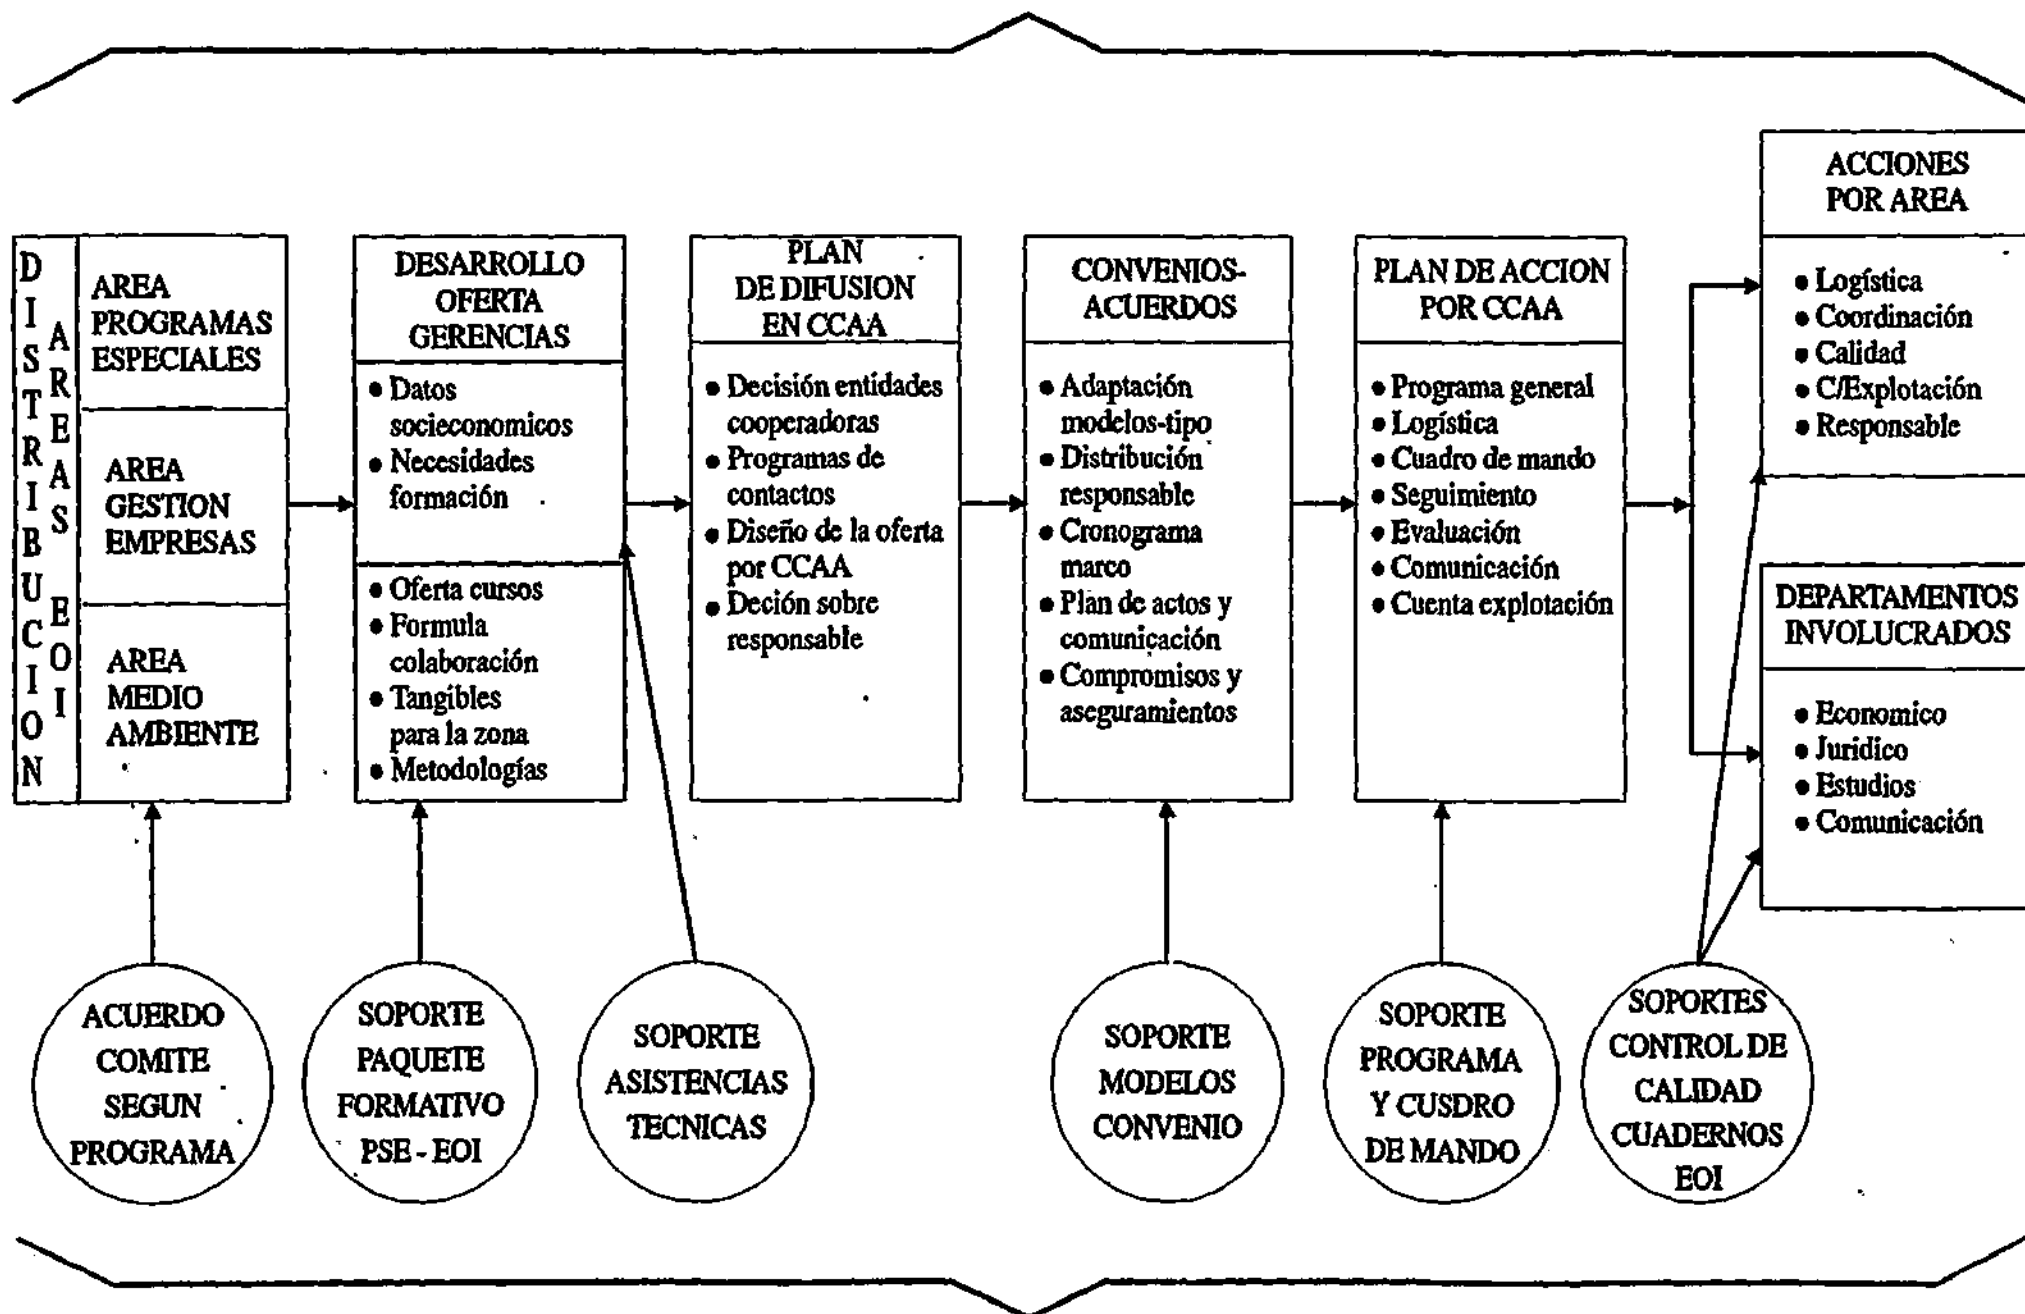 DISTRIBUCION
AREAS EOI
AREA
PROGRAMAS
ESPECIALES
AREA
GESTION
EMPRESAS
AREA
MEDIO
AMBIENTE
DESARROLLO
OFERTA
GERENCIAS
• Datos
socieconomicos
• Necesidades
formación
• Oferta cursos
• Formula
colaboración
• Tangibles
para la zona
• Metodologías
PLAN
DE DIFUSION
EN CCAA
• Decisión entidades
cooperadoras
• Programas de
contactos
• Diseño de la oferta
por CCAA
• Deción sobre
responsable
CONVENIOS-
ACUERDOS
• Adaptación
modelos-tipo
• Distribución
responsable
• Cronograma
marco
• Plan de actos y
comunicación
• Compromisos y
aseguramientos
PLAN DE ACCION
POR CCAA
• Programa general
• Logística
• Cuadro de mando
• Seguimiento
• Evaluación
• Comunicación
• Cuenta explotación
ACCIONES
POR AREA
• Logística
• Coordinación
• Calidad
• C/Explotación
• Responsable
DEPARTAMENTOS
INVOLUCRADOS
• Economico
• Juridico
• Estudios
• Comunicación
ACUERDO
COMITE
SEGUN
PROGRAMA
SOPORTE
PAQUETE
FORMATIVO
PSE - EOI
SOPORTE
ASISTENCIAS
TECNICAS
SOPORTE
MODELOS
CONVENIO
SOPORTE
PROGRAMA
Y CUSDRO
DE MANDO
SOPORTES
CONTROL DE
CALIDAD
CUADERNOS
EOI